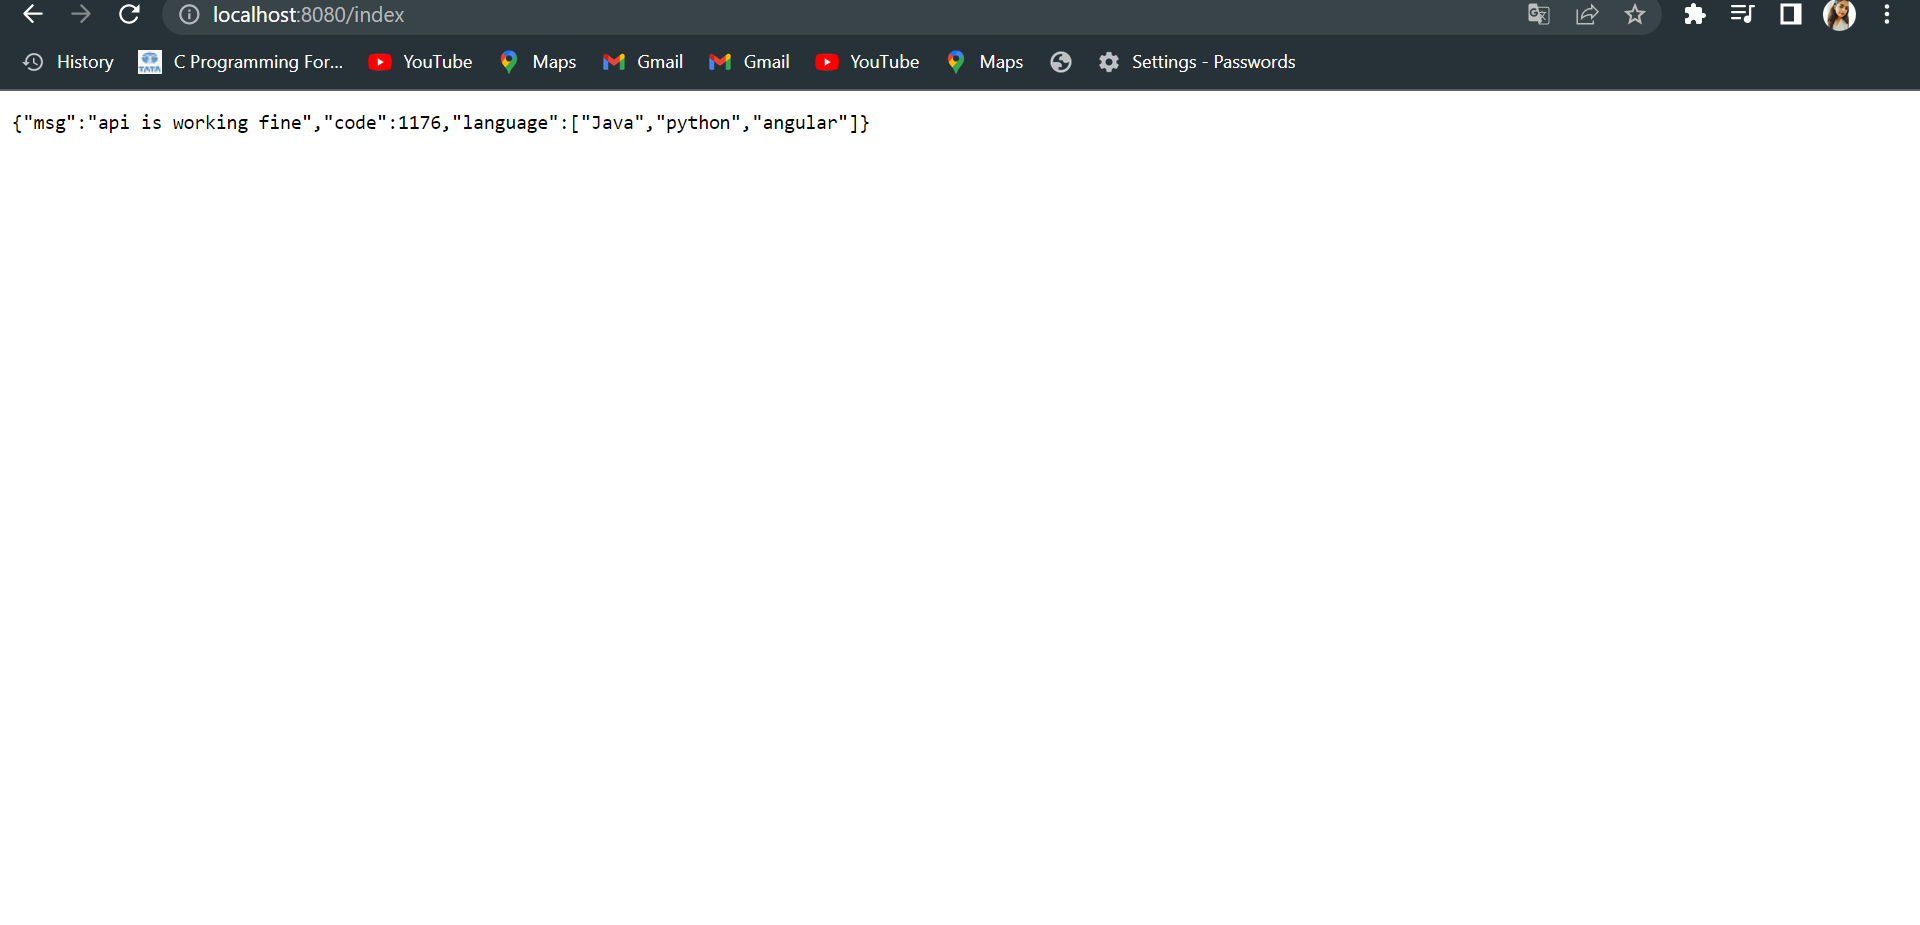 localhost:8080/index
History C Programming For... YouTube Maps Gmail Gmail YouTube Maps Settings - Passwords
{"msg":"api is working fine","code":1176,"language":["Java","python","angular"]}